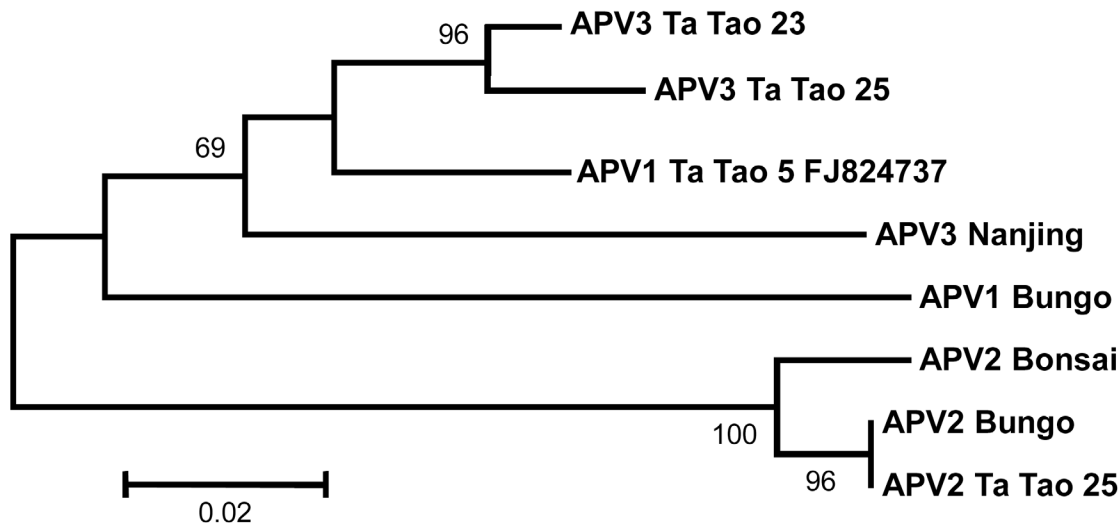 96
APV3 Ta Tao 23
APV3 Ta Tao 25
69
APV1 Ta Tao 5 FJ824737
APV3 Nanjing
APV1 Bungo
APV2 Bonsai
APV2 Bungo
100
96
APV2 Ta Tao 25
0.02